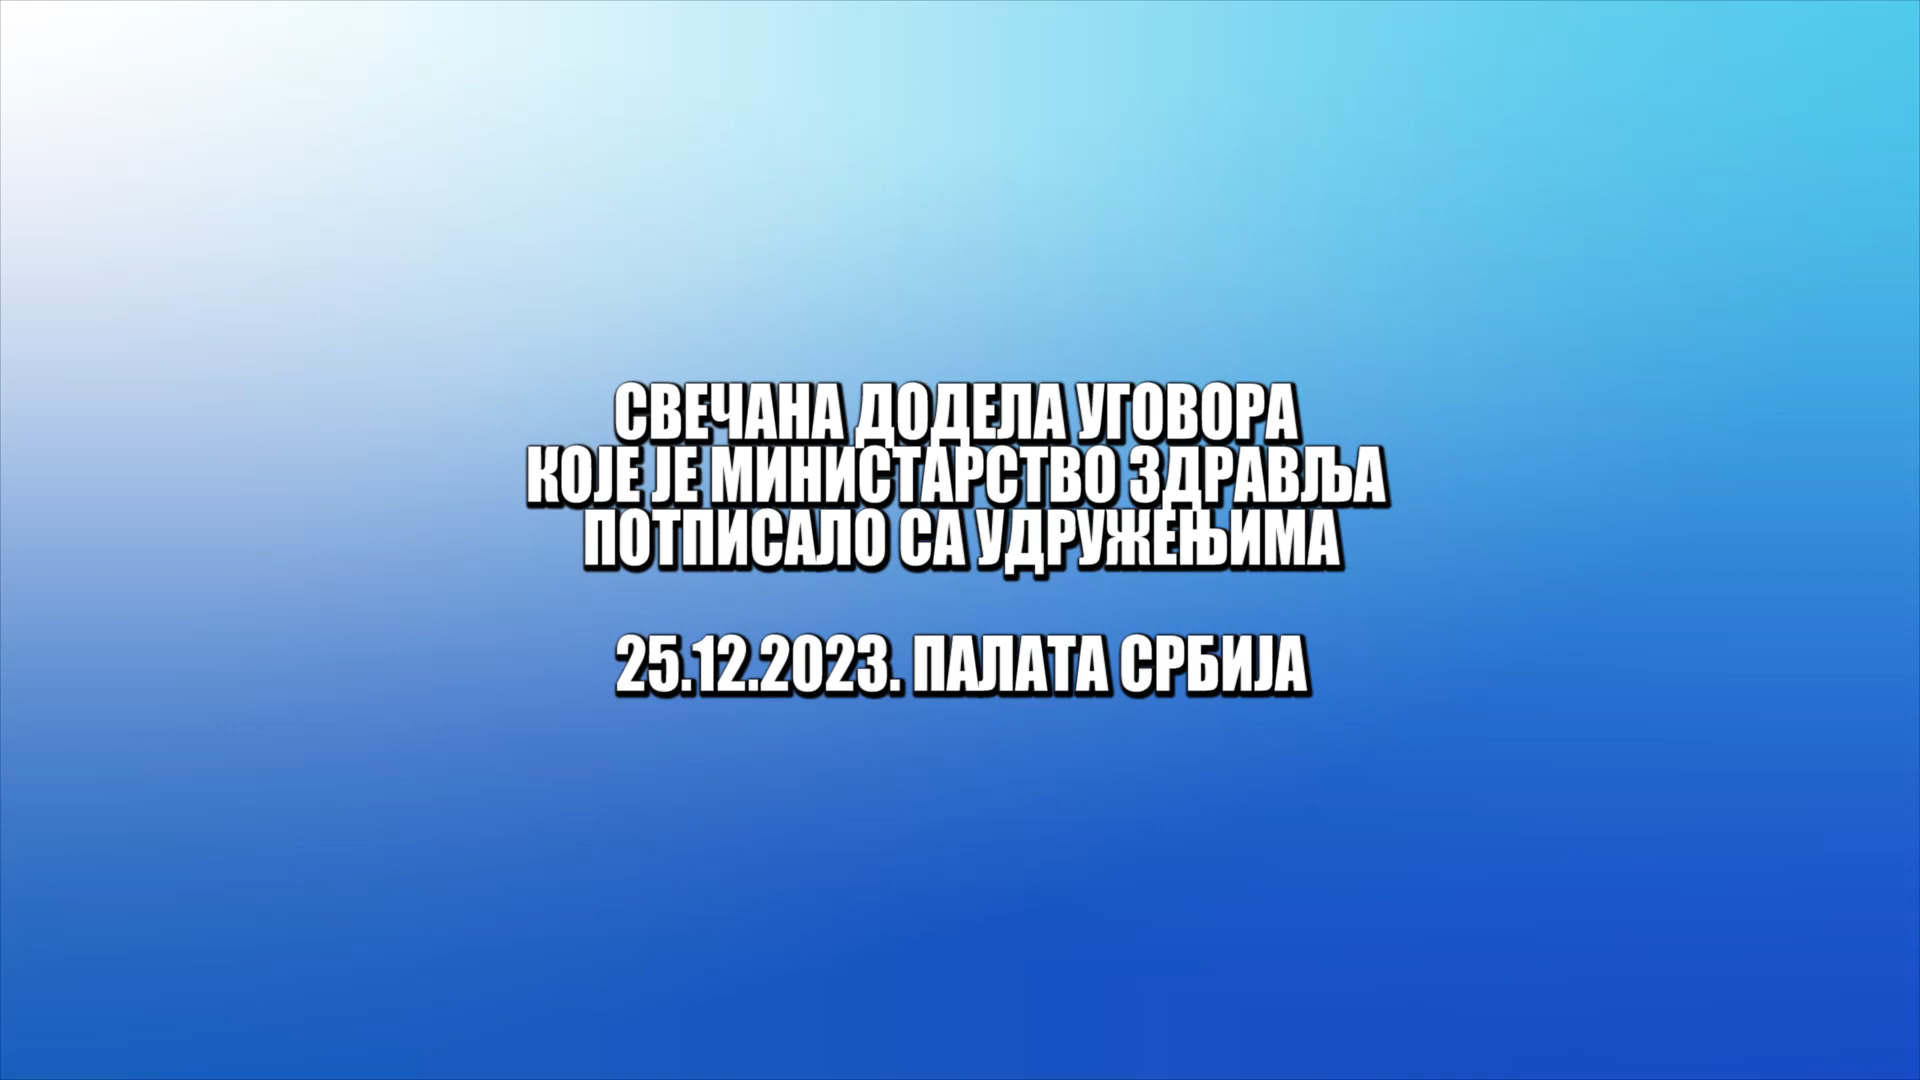 СВЕЧАНА ДОДЕЛА УГОВОРА
КОЈЕ ЈЕ МИНИСТАРСТВО ЗДРАВЉА
ПОТПИСАЛО СА УДРУЖЕЊИМА
25.12.2023. ПАЛАТА СРБИЈА